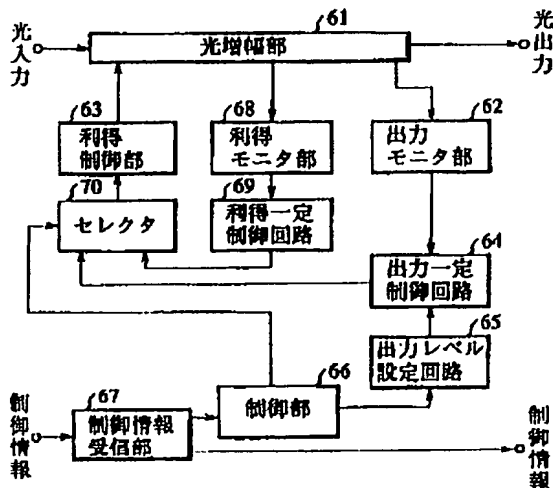 光入力
61
光増幅部
光出力
63
利得
制御部
68
利得
モニタ部
62
出力
モニタ部
70
セレクタ
69
利得一定
制御回路
64
出力一定
制御回路
65
出力レベル
設定回路
66
制御部
67
制御情報
受信部
制御情報
制御情報